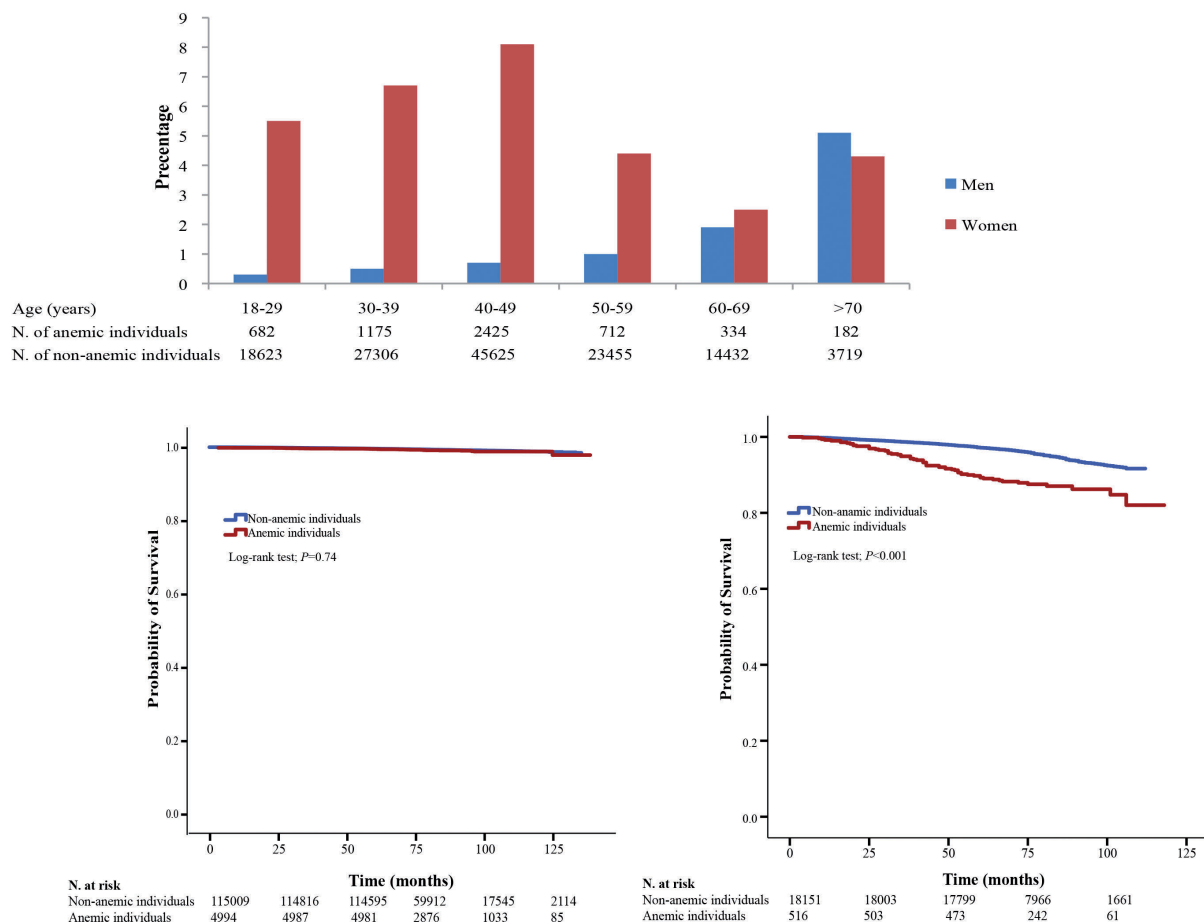 9
8
7
6
5
4
3
2
1
0
Precentage
Men
Women
Age (years) 18-29 30-39 40-49 50-59 60-69 >70
N. of anemic individuals 682 1175 2425 712 334 182
N. of non-anemic individuals 18623 27306 45625 23455 14432 3719
1.0
0.8
0.6
0.4
0.2
0.0
Probability of Survival
Non-anemic individuals
Anemic individuals
Log-rank test; P=0.74
0 25 50 75 100 125
Time (months)
N. at risk
Non-anemic individuals 115009 114816 114595 59912 17545 2114
Anemic individuals 4994 4987 4981 2876 1033 85
1.0
0.8
0.6
0.4
0.2
0.0
Probability of Survival
Non-anamic individuals
Anemic individuals
Log-rank test; P<0.001
0 25 50 75 100 125
Time (months)
N. at risk
Non-anemic individuals 18151 18003 17799 7966 1661
Anemic individuals 516 503 473 242 61